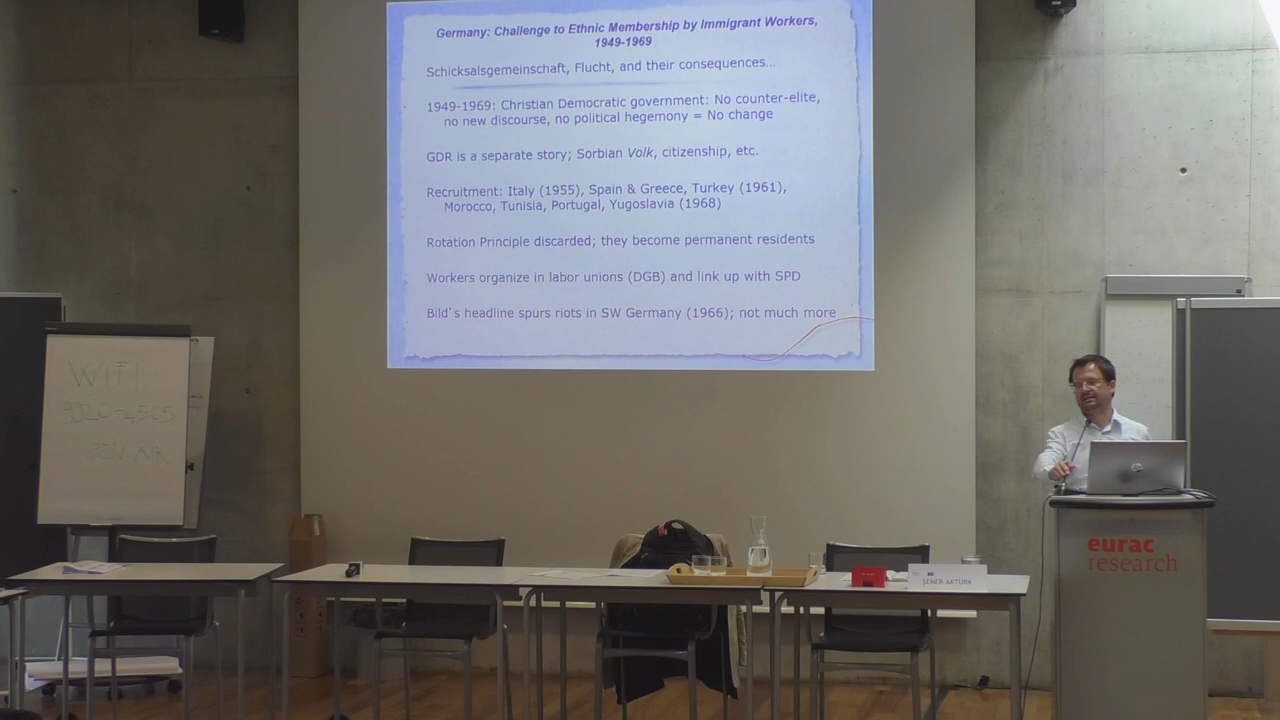 Germany: Challenge to Ethnic Membership by Immigrant Workers,
1949-1969
Schicksalsgemeinschaft, Flucht, and their consequences...
1949-1969: Christian Democratic government: No counter-elite,
no new discourse, no political hegemony = No change
GDR is a separate story; Sorbian Volk, citizenship, etc.
Recruitment: Italy (1955), Spain & Greece, Turkey (1961),
Morocco, Tunisia, Portugal, Yugoslavia (1968)
Rotation Principle discarded; they become permanent residents
Workers organize in labor unions (DGB) and link up with SPD
Bild's headline spurs riots in SW Germany (1966); not much more
WIFI
9920-4505
AIR
ŞENER AKTÜRK
eurac
research